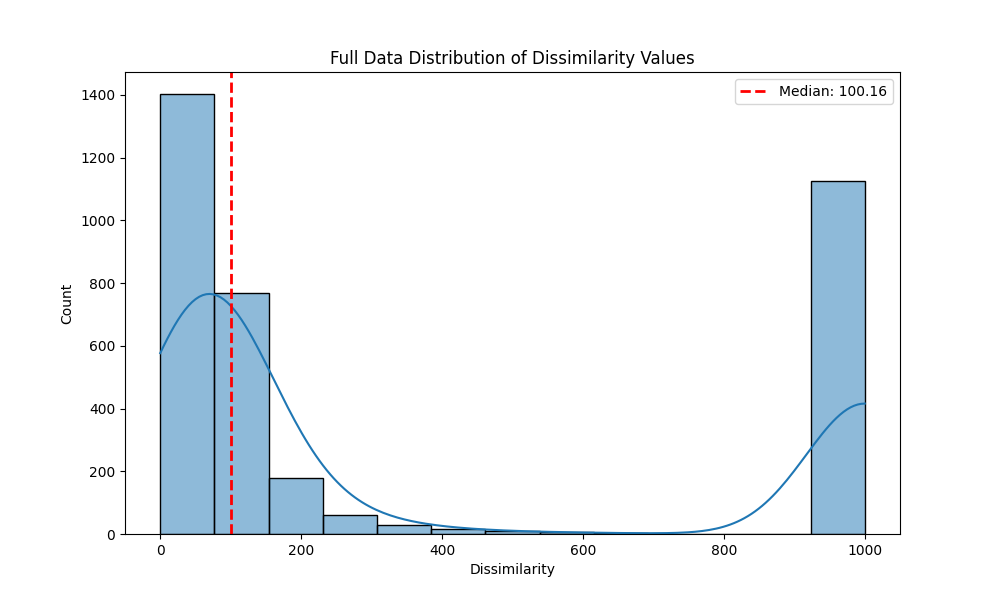 Full Data Distribution of Dissimilarity Values
Median: 100.16
1400
1200
1000
800
600
400
200
0
Count
0 200 400 600 800 1000
Dissimilarity